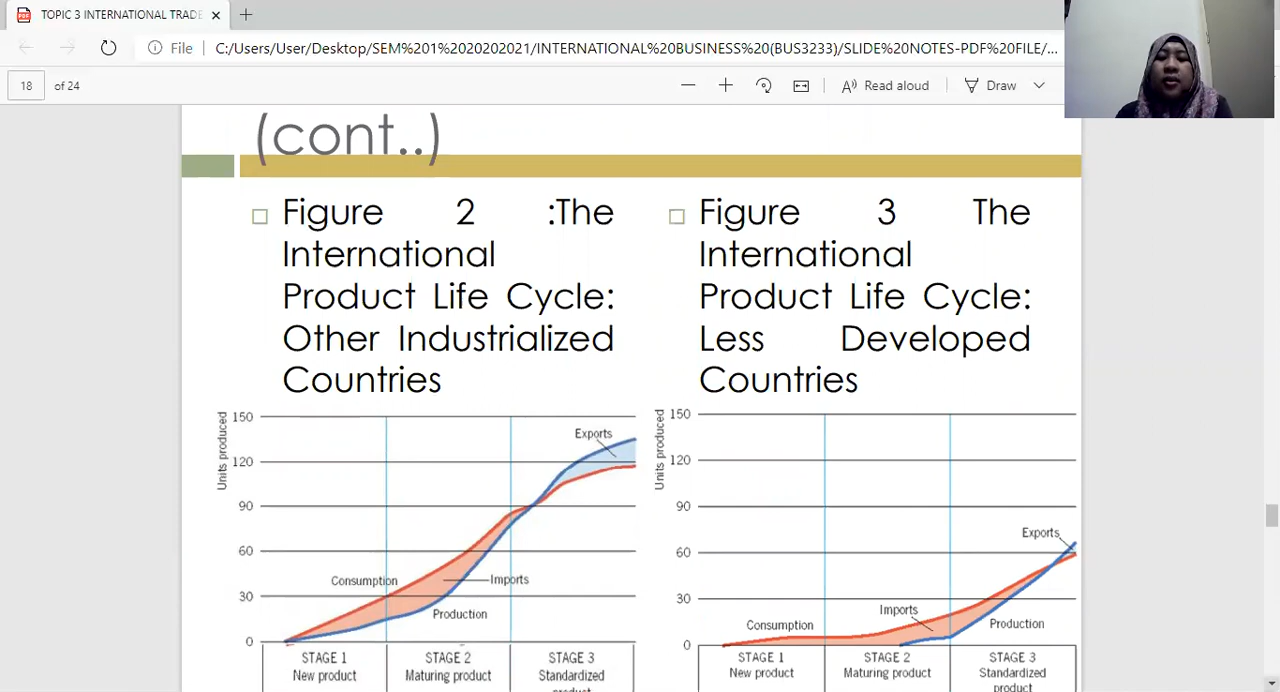 TOPIC 3 INTERNATIONAL TRADE
File
C:/Users/User/Desktop/SEM%201%20202021/INTERNATIONAL%20BUSINESS%20(BUS3233)/SLIDE%20NOTES-PDF%20FILE/...
18 of 24
Read aloud
Draw
(cont..)
Figure 2 :The
International
Product Life Cycle:
Other Industrialized
Countries
Figure 3 The
International
Product Life Cycle:
Less Developed
Countries
Units produced
150
120
90
60
30
0
Exports
Consumption
Imports
Production
STAGE 1
New product
STAGE 2
Maturing product
STAGE 3
Standardized
product
Units produced
150
120
90
60
30
0
Exports
Imports
Consumption
Production
STAGE 1
New product
STAGE 2
Maturing product
STAGE 3
Standardized
product